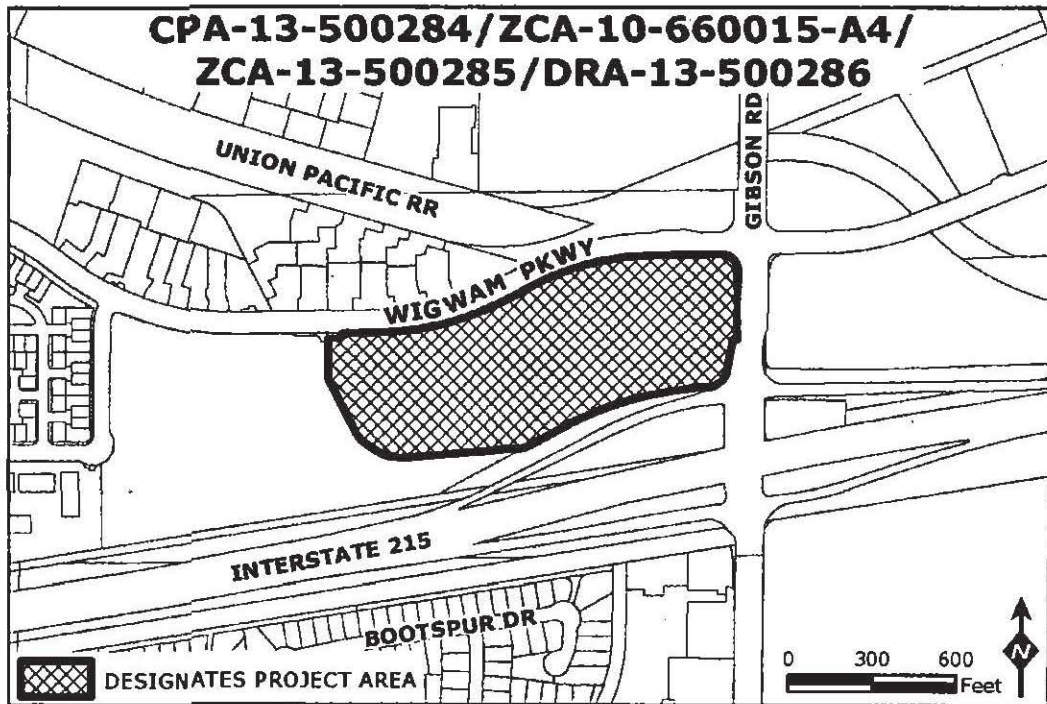 CPA-13-500284/ZCA-10-660015-A4/
ZCA-13-500285/DRA-13-500286
UNION PACIFIC RR
GIBSON RD
WIGWAM PKWY
INTERSTATE 215
BOOTSPUR DR
DESIGNATES PROJECT AREA
0 300 600
Feet
N